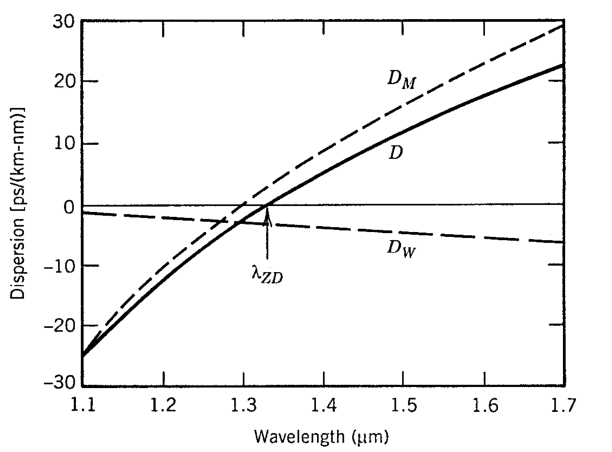 Dispersion [ps/(km-nm)]
30
20
10
0
−10
−20
−30
D_M
D
D_W
λ_ZD
1.1 1.2 1.3 1.4 1.5 1.6 1.7
Wavelength (μm)